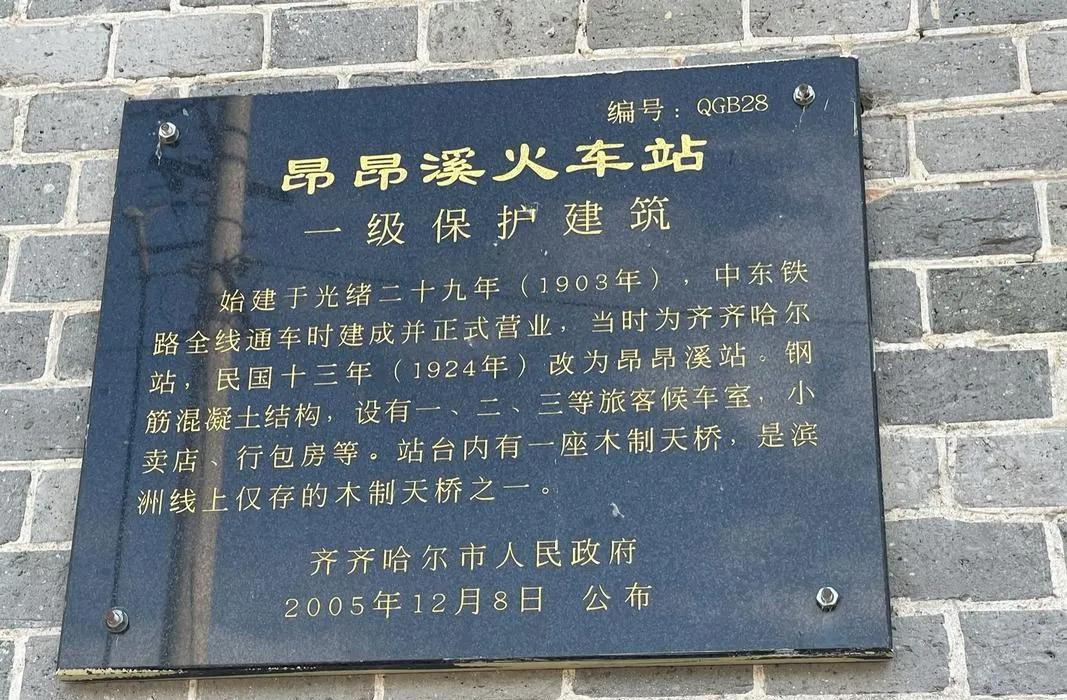 编号：QGB28
昂昂溪火车站
一级保护建筑
始建于光绪二十九年（1903年），中东铁
路全线通车时建成并正式营业，当时为齐齐哈尔
站，民国十三年（1924年）改为昂昂溪站。钢
筋混凝土结构，设有一、二、三等旅客候车室，小
卖店、行包房等。站台内有一座木制天桥，是滨
洲线上仅存的木制天桥之一。
齐齐哈尔市人民政府
2005年12月8日 公布